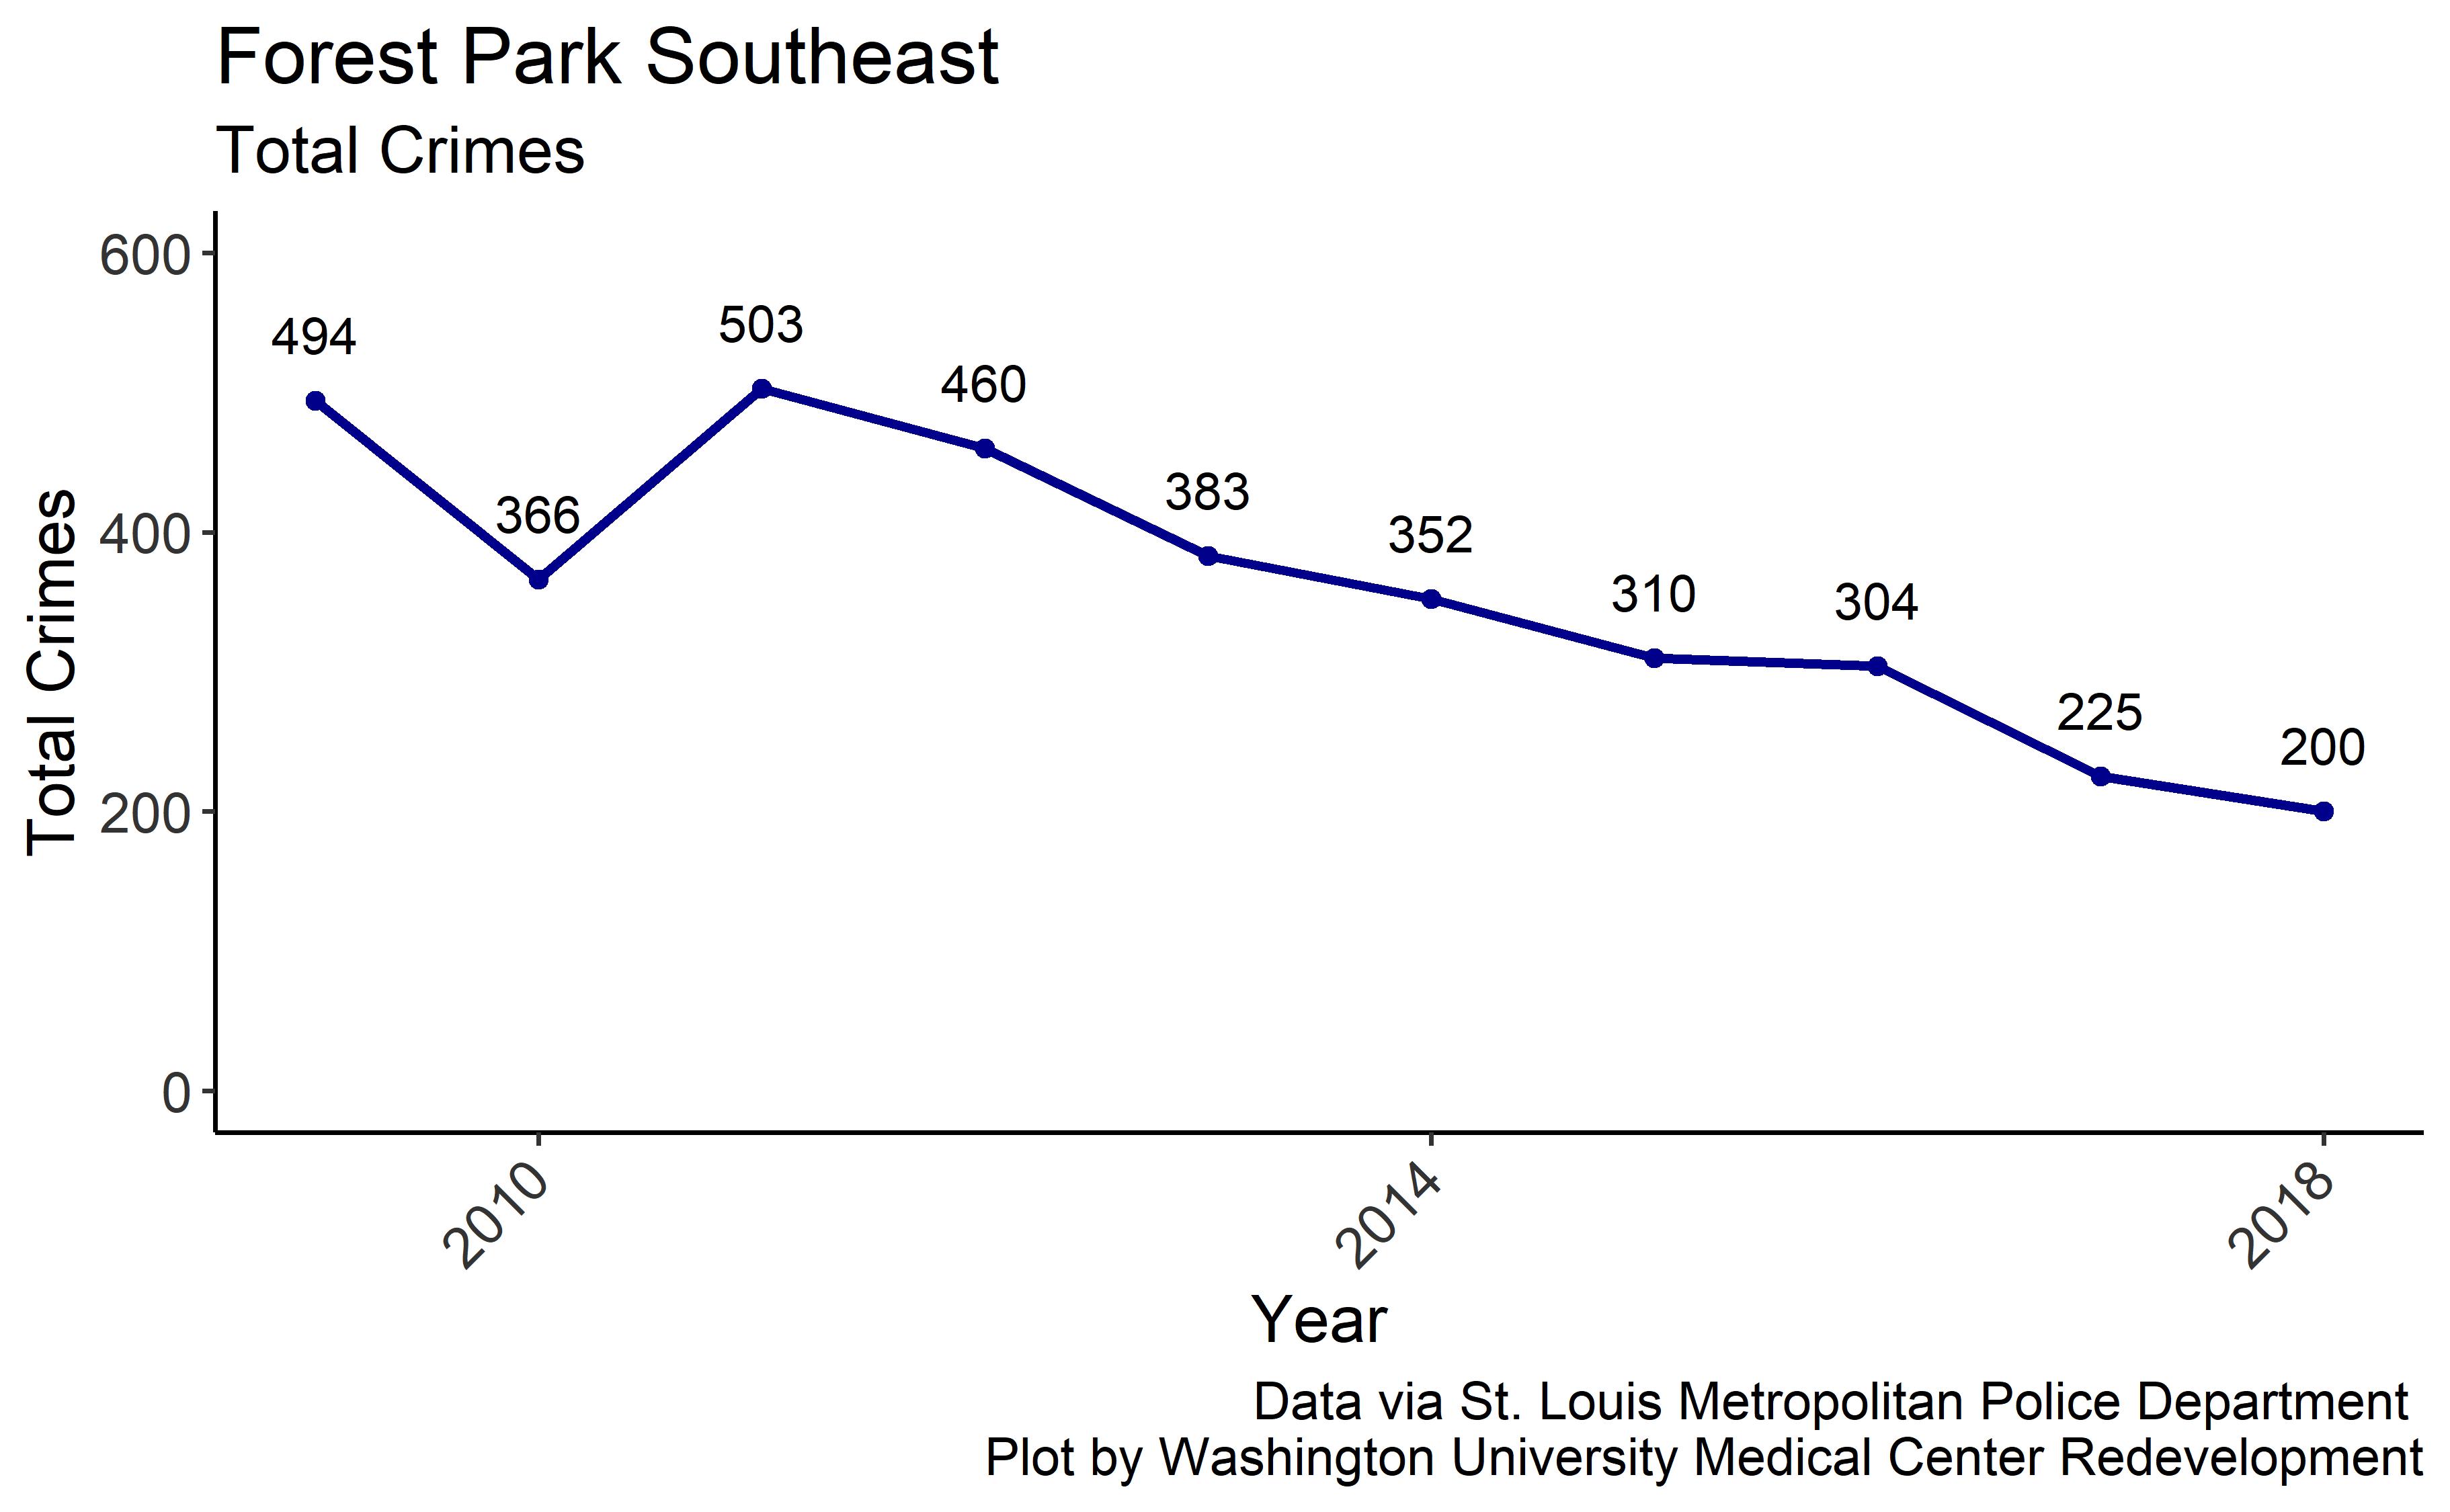 Forest Park Southeast
Total Crimes
600
400
200
0
Total Crimes
494
366
503
460
383
352
310
304
225
200
2010
2014
2018
Year
Data via St. Louis Metropolitan Police Department
Plot by Washington University Medical Center Redevelopment